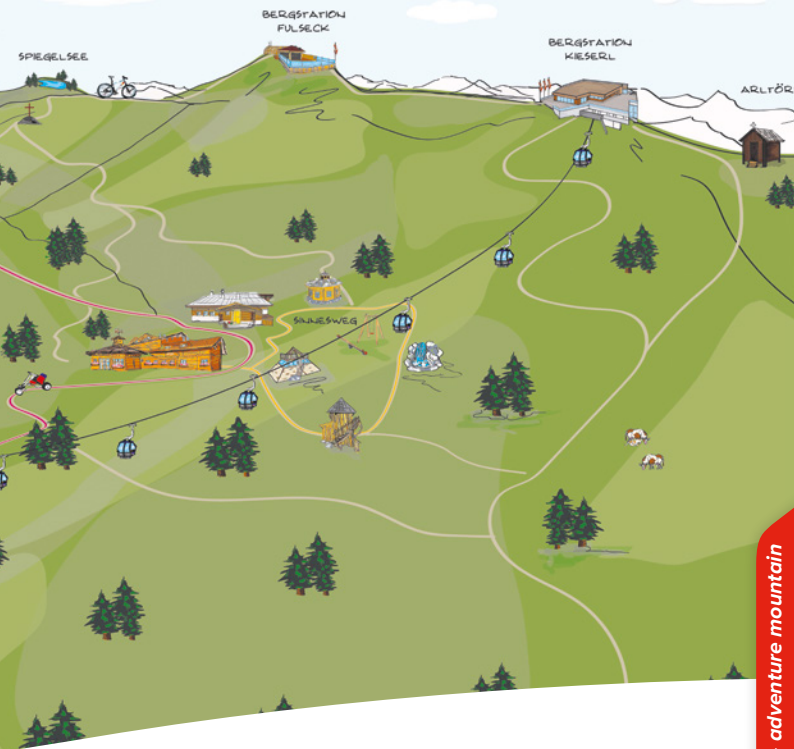 BERGSTATION
FULSECK
SPIEGELSEE
BERGSTATION
KIESERL
ARLTÖR
SINNESWEG
adventure mountain